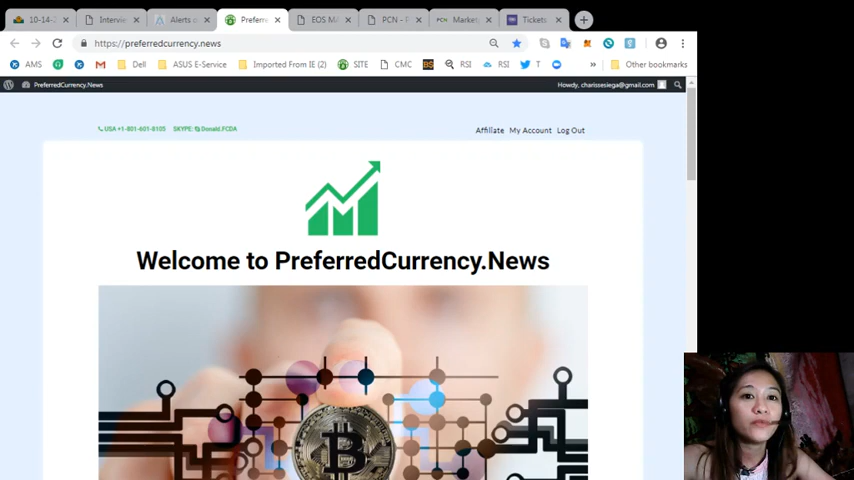 10-14-
Intervie
Alerts
Preferr
EOS M
PCN - P
Market
Tickets
https://preferredcurrency.news
AMS
Dell
ASUS E-Service
Imported From IE (2)
SITE
CMC
BS
RSI
RSI
T
»
Other bookmarks
PreferredCurrency.News
Howdy, charissesiega@gmail.com
USA +1-801-601-8105 SKYPE: Donald.FCDA
Affiliate My Account Log Out
Welcome to PreferredCurrency.News